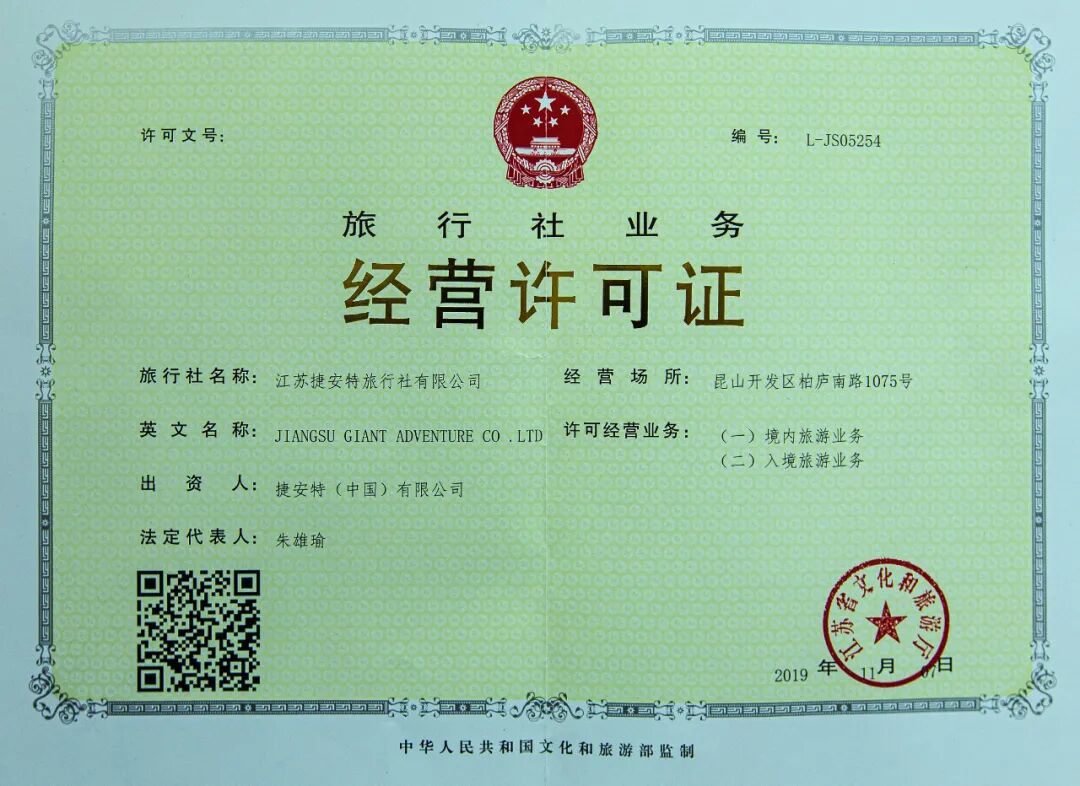 许可文号:
编号: L-JS05254
旅行社业务
经营许可证
旅行社名称: 江苏捷安特旅行社有限公司
英文名称: JIANGSU GIANT ADVENTURE CO .LTD
出资人: 捷安特（中国）有限公司
法定代表人: 朱雄瑜
经营场所: 昆山开发区柏庐南路1075号
许可经营业务: （一）境内旅游业务
（二）入境旅游业务
江苏省文化和旅游厅
2019 年 11 月 07 日
中华人民共和国文化和旅游部监制